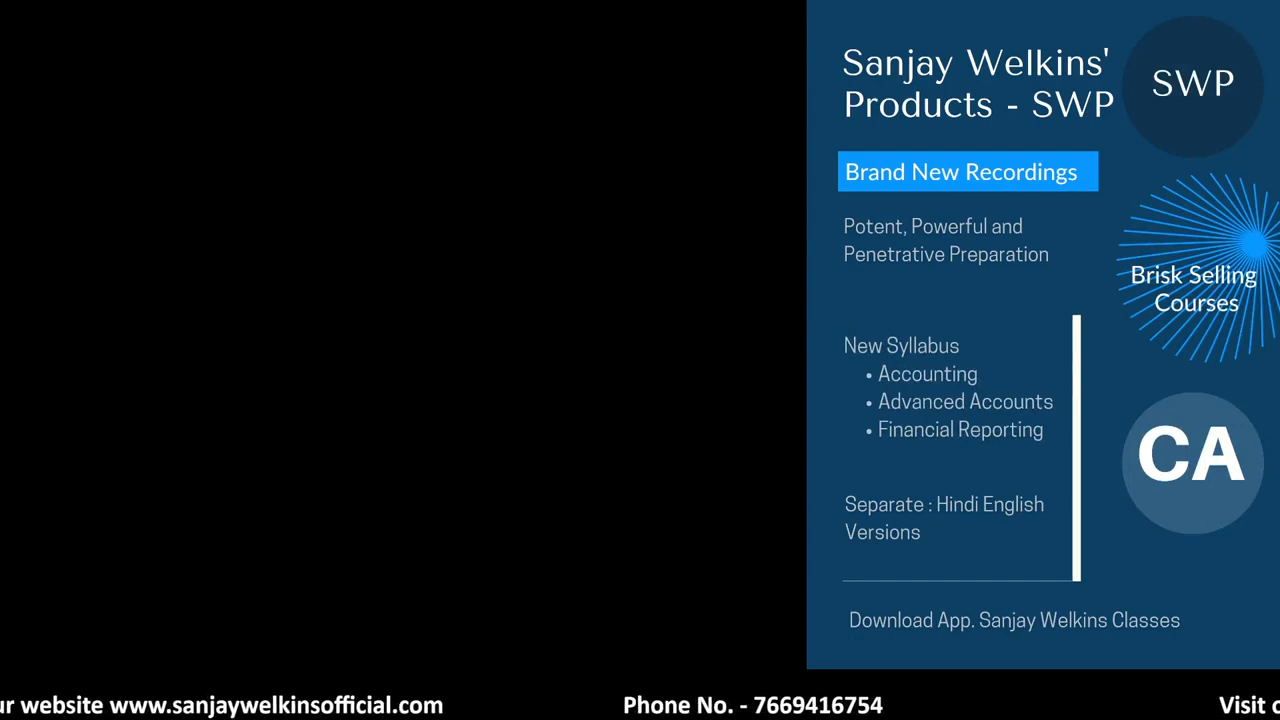 Sanjay Welkins'
Products - SWP
SWP
Brand New Recordings
Potent, Powerful and
Penetrative Preparation
Brisk Selling
Courses
New Syllabus
• Accounting
• Advanced Accounts
• Financial Reporting
CA
Separate : Hindi English
Versions
Download App. Sanjay Welkins Classes
ur website www.sanjaywelkinsofficial.com Phone No. - 7669416754 Visit